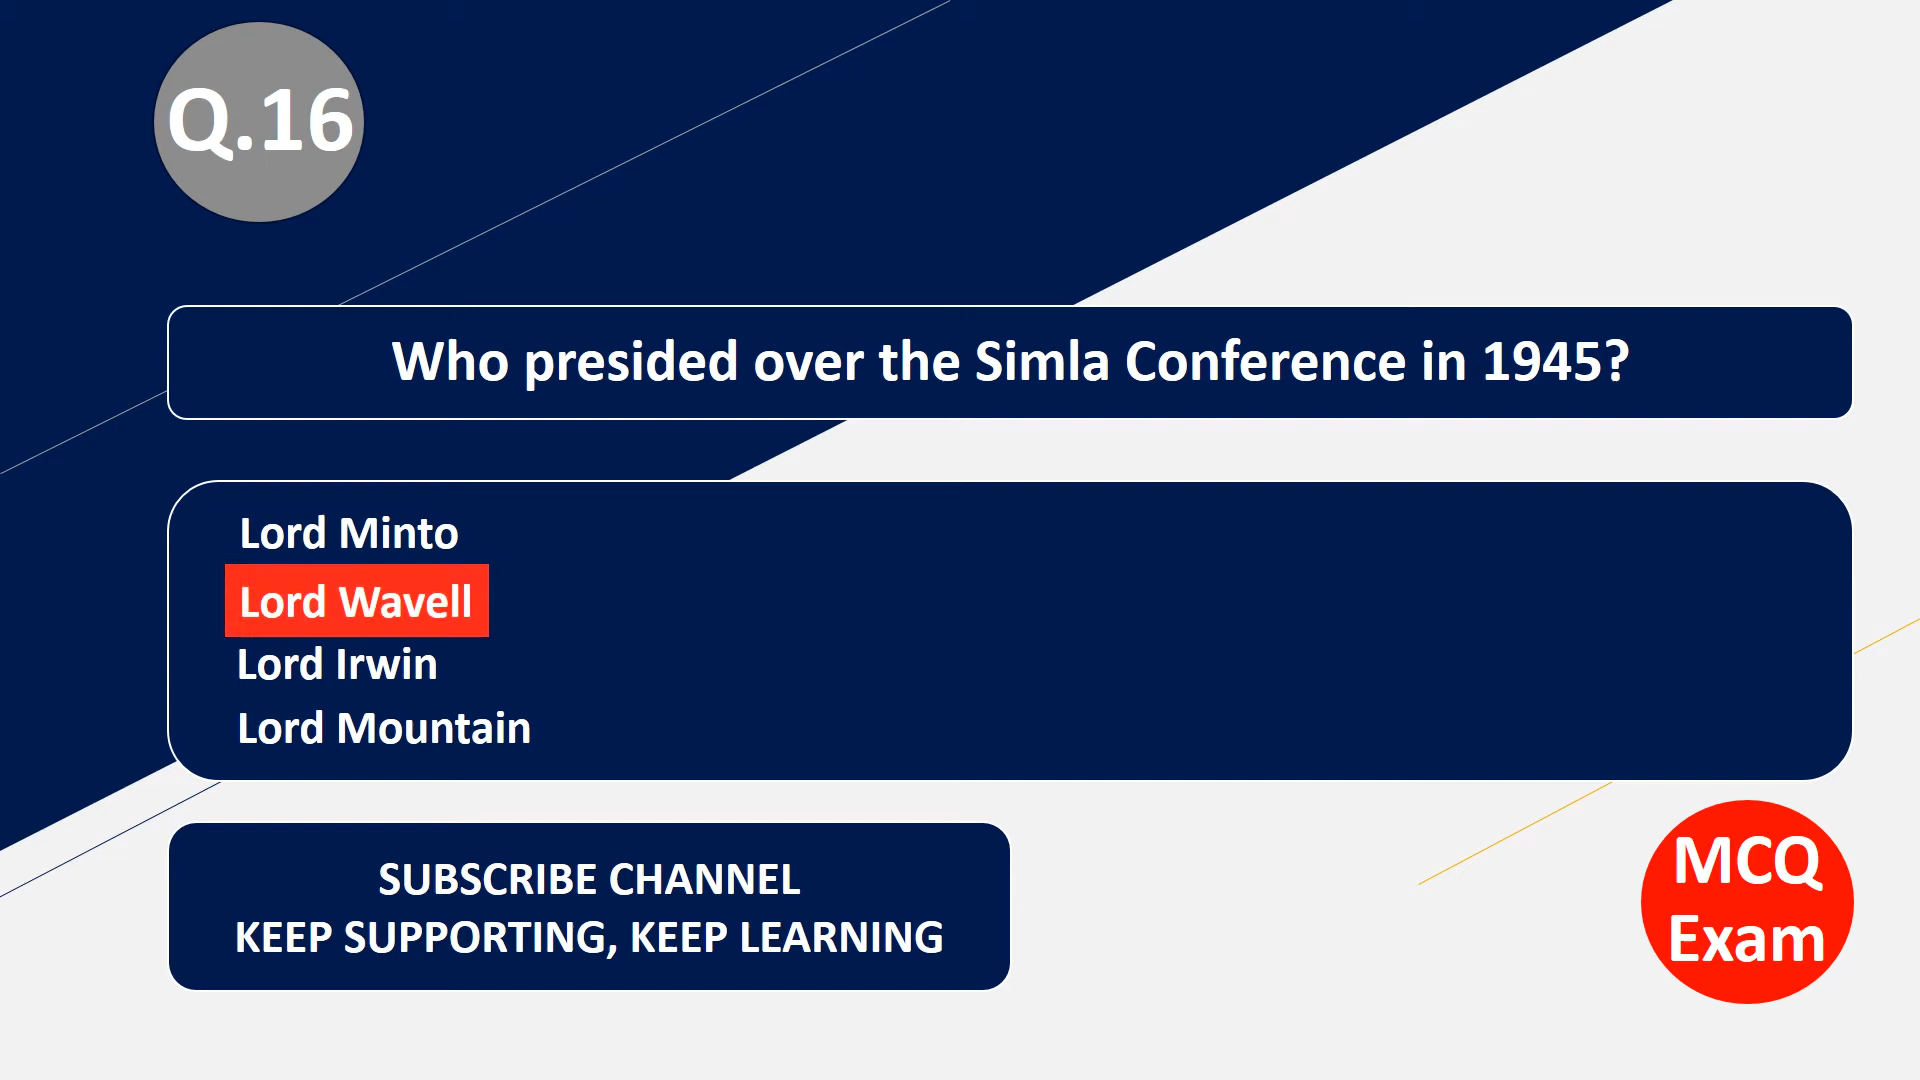 Q.16
Who presided over the Simla Conference in 1945?
Lord Minto
Lord Wavell
Lord Irwin
Lord Mountain
SUBSCRIBE CHANNEL
KEEP SUPPORTING, KEEP LEARNING
MCQ
Exam